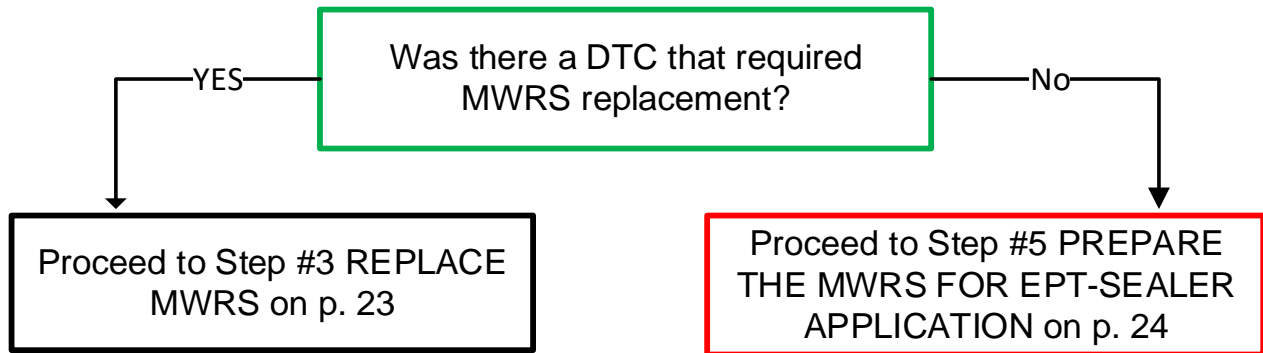 Was there a DTC that required
MWRS replacement?
YES
No
Proceed to Step #3 REPLACE
MWRS on p. 23
Proceed to Step #5 PREPARE
THE MWRS FOR EPT-SEALER
APPLICATION on p. 24